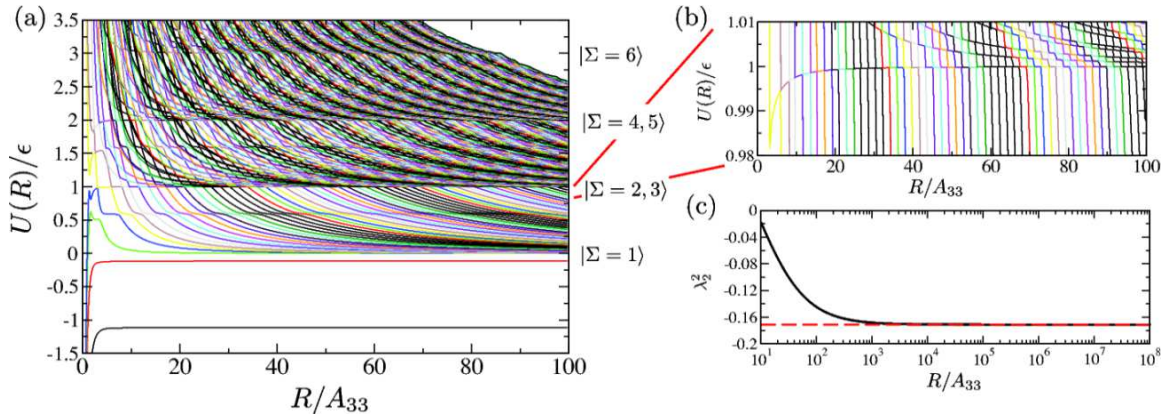 (a)
3.5
3
2.5
2
1.5
1
0.5
0
-0.5
-1
-1.5
U(R)/ϵ
0 20 40 60 80 100
R/A₃₃
|Σ = 6⟩
|Σ = 4, 5⟩
|Σ = 2, 3⟩
|Σ = 1⟩
(b)
1.01
1
0.99
0.98
U(R)/ϵ
0 20 40 60 80 100
R/A₃₃
(c)
0
-0.04
-0.08
-0.12
-0.16
-0.2
λ₂²
10¹ 10² 10³ 10⁴ 10⁵ 10⁶ 10⁷ 10⁸
R/A₃₃